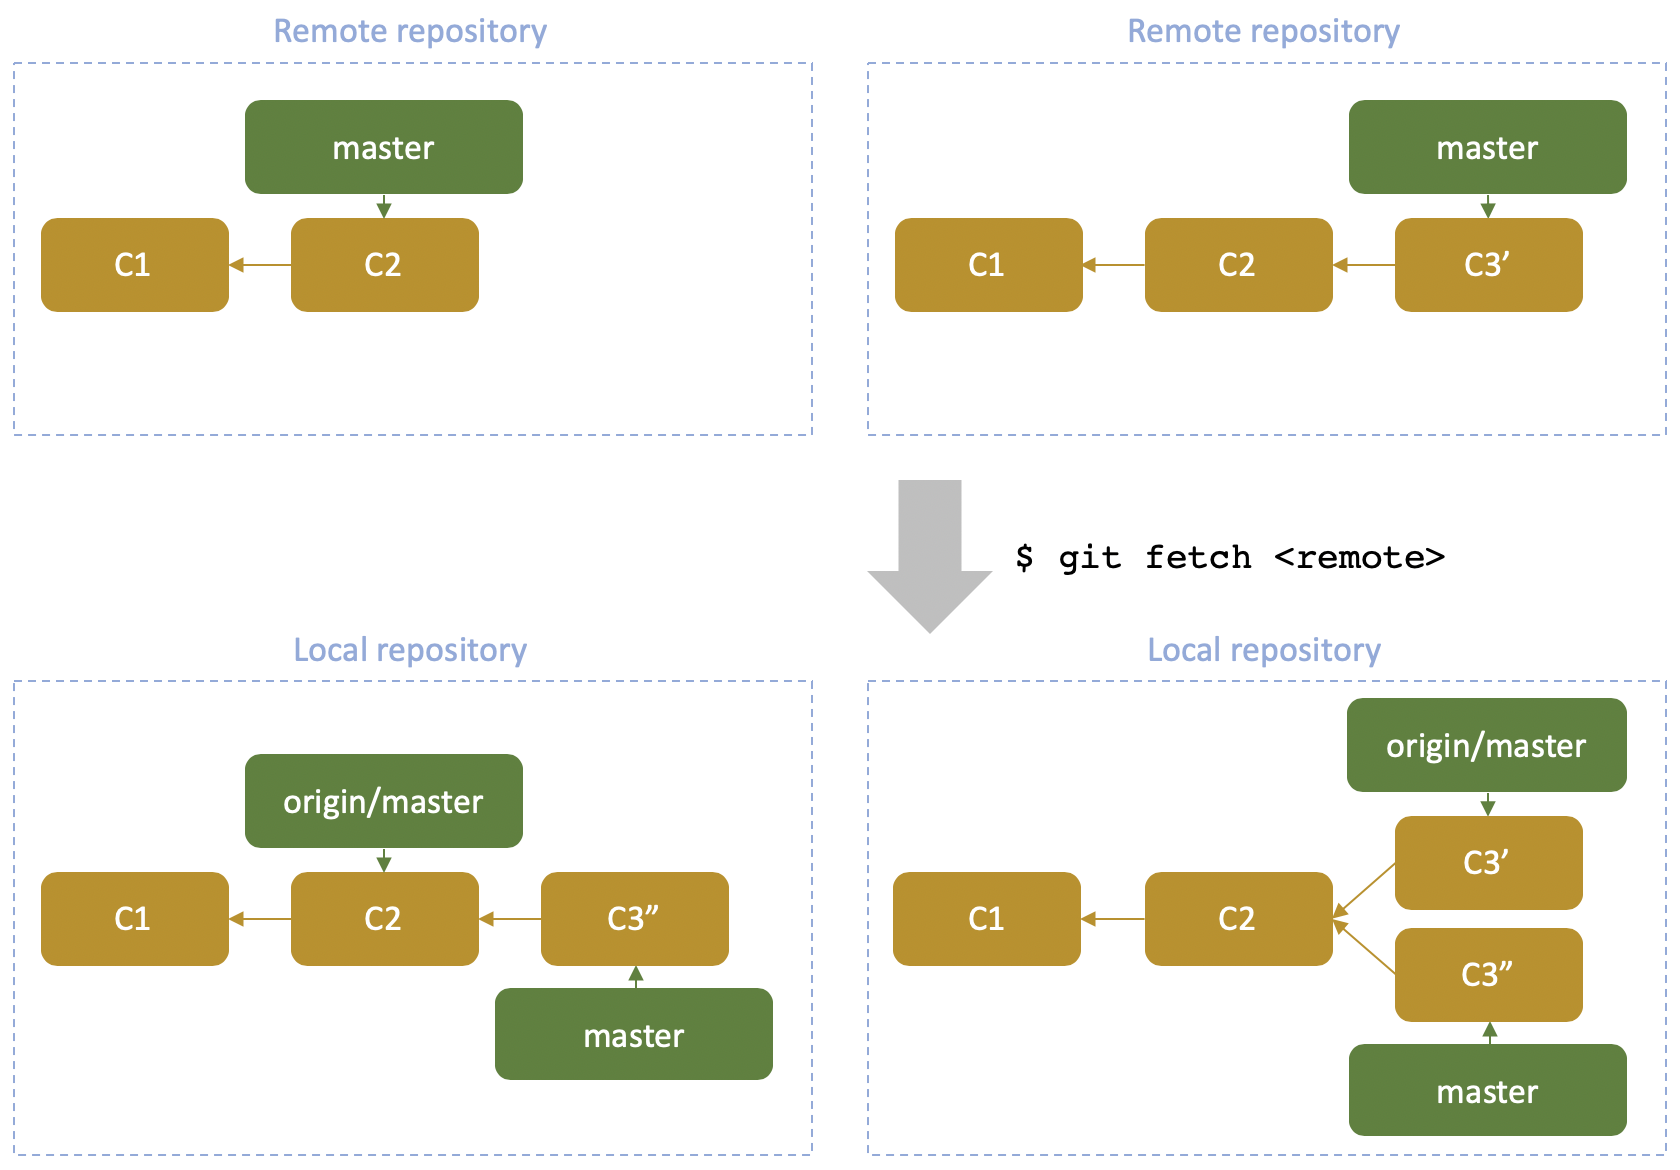 Remote repository
master
C1
C2
Remote repository
master
C1
C2
C3’
$ git fetch <remote>
Local repository
origin/master
C1
C2
C3”
master
Local repository
origin/master
C3’
C1
C2
C3”
master